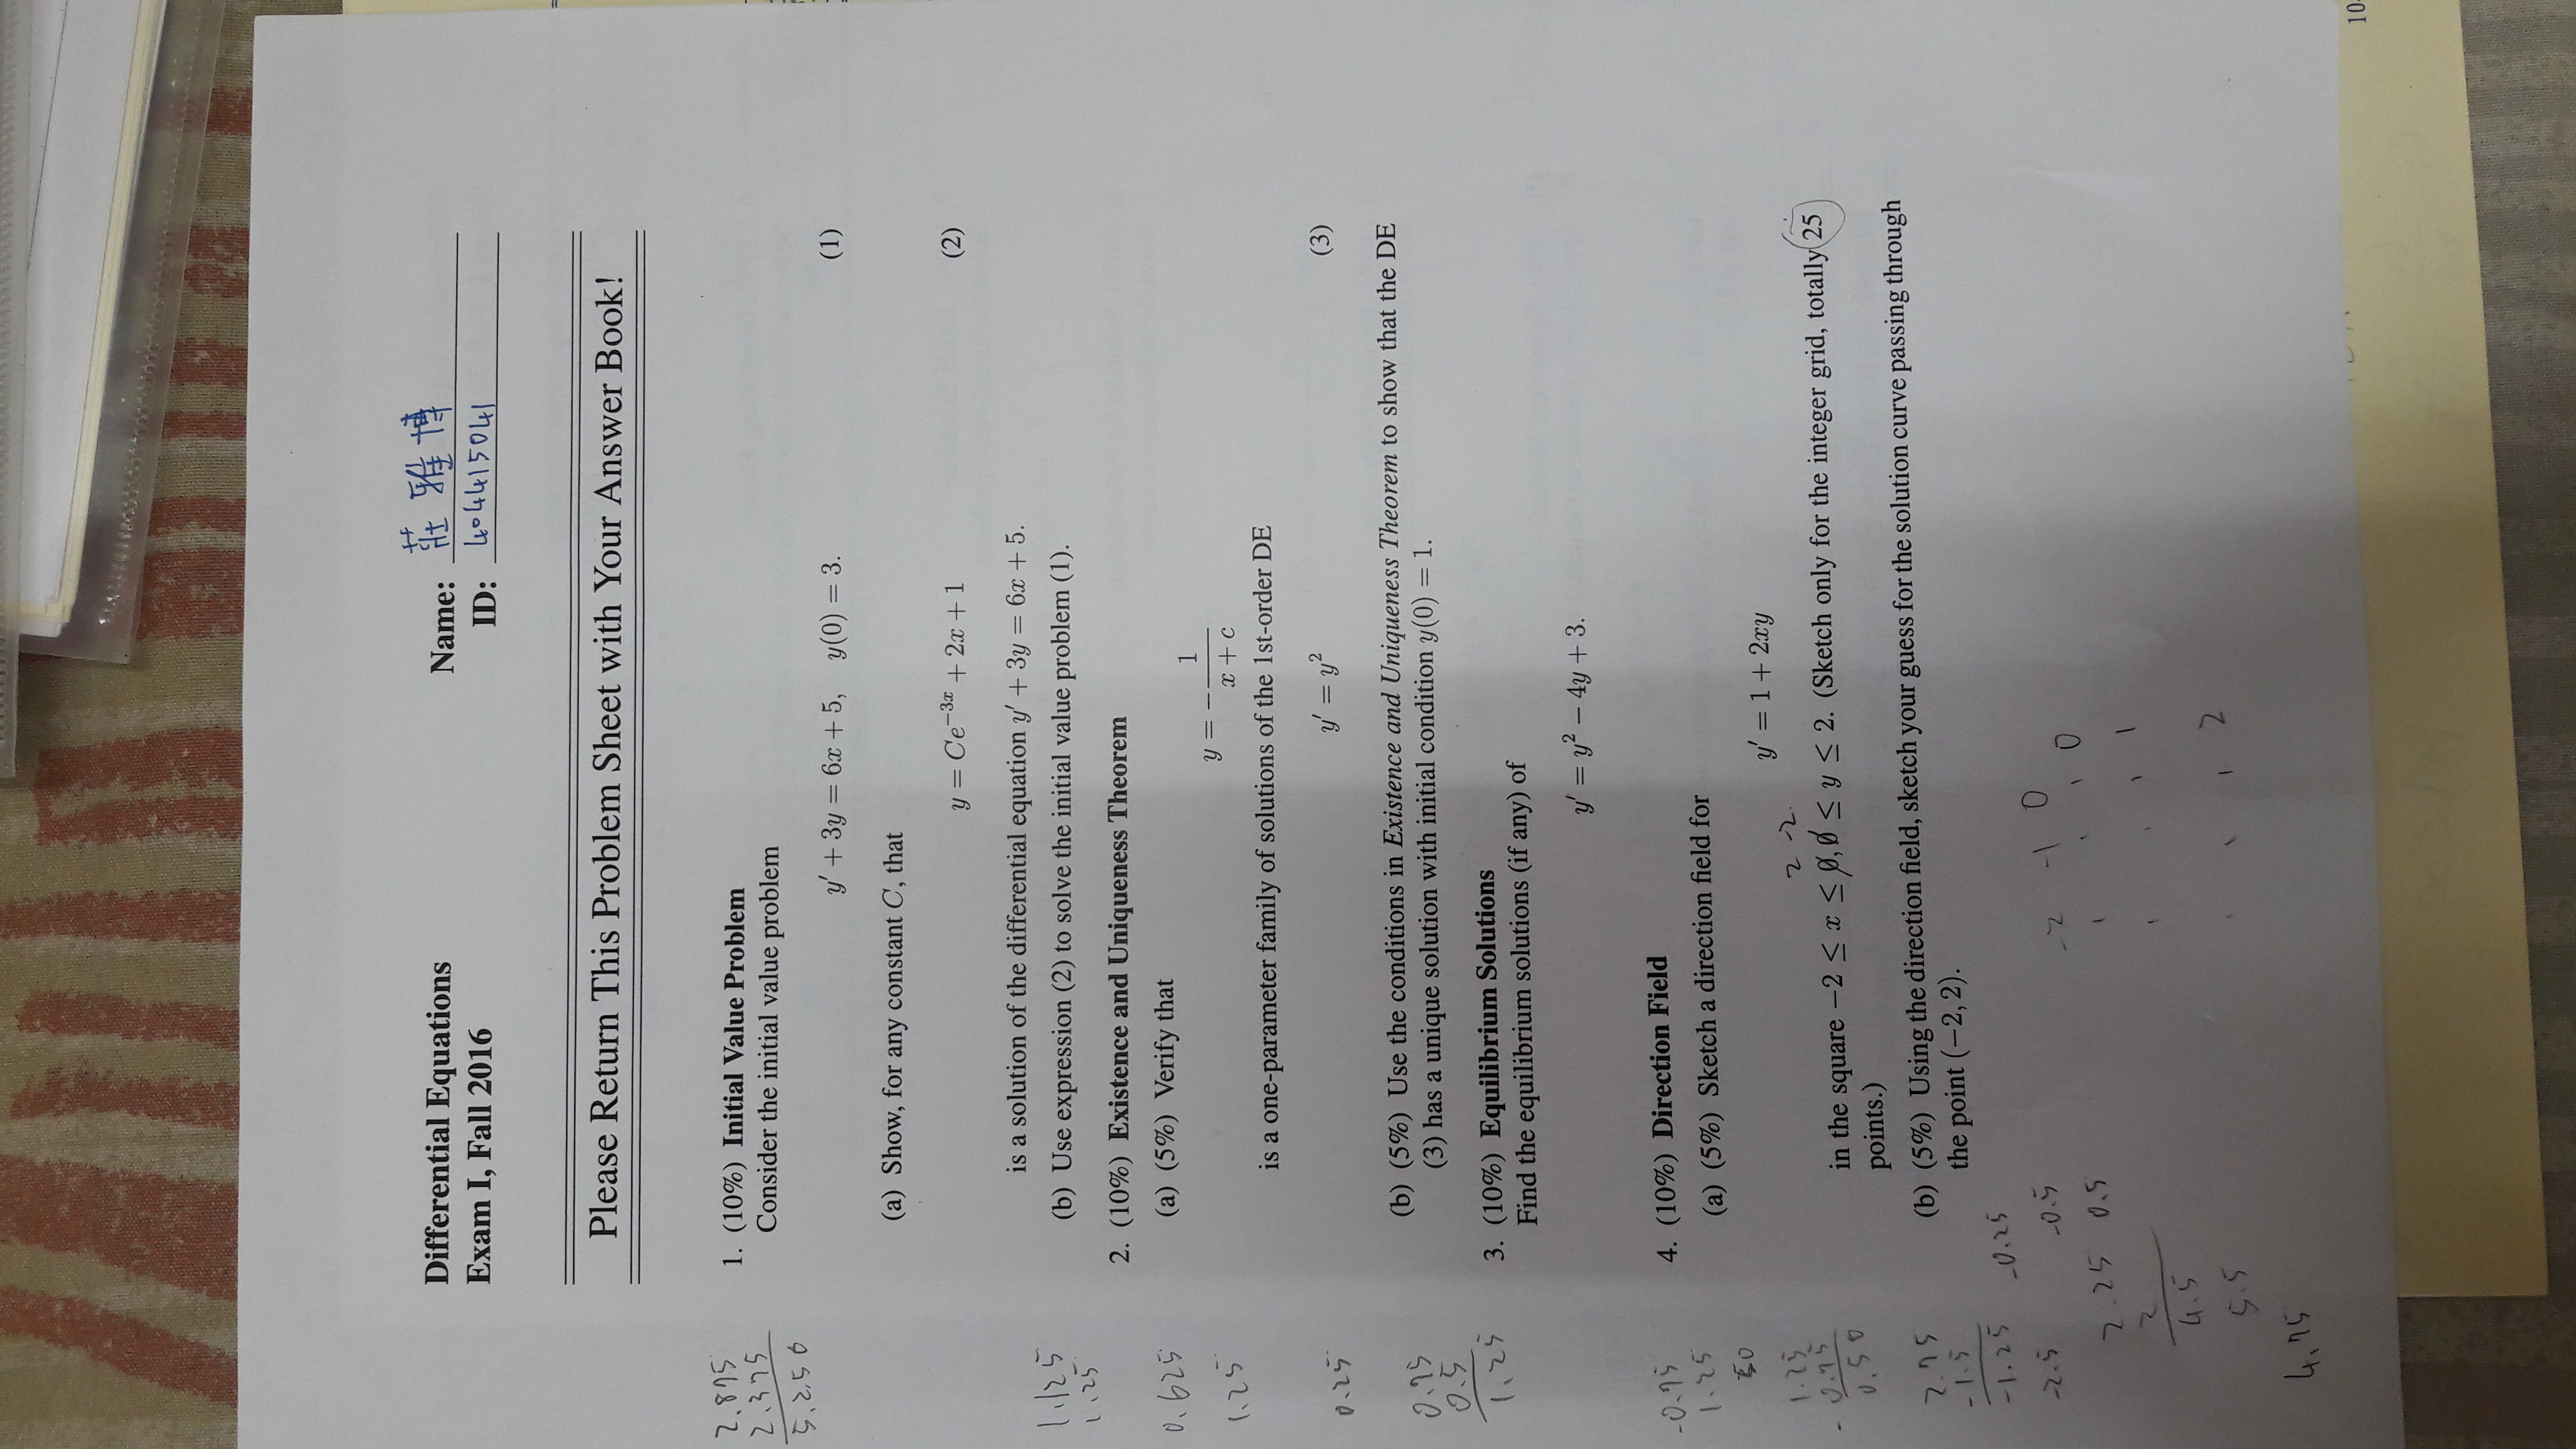 Differential Equations
Exam I, Fall 2016
Name: 莊雅博
ID: 404415041
Please Return This Problem Sheet with Your Answer Book!
2.875
2.375
5.250
1. (10%) Initial Value Problem
Consider the initial value problem
y′ + 3y = 6x + 5, y(0) = 3. (1)
(a) Show, for any constant C, that
y = Ce^{−3x} + 2x + 1 (2)
is a solution of the differential equation y′ + 3y = 6x + 5.
1.125
(b) Use expression (2) to solve the initial value problem (1).
1.25
2. (10%) Existence and Uniqueness Theorem
0.625
(a) (5%) Verify that
1.25
y = − 1/(x + c)
is a one-parameter family of solutions of the 1st-order DE
0.25
y′ = y² (3)
(b) (5%) Use the conditions in Existence and Uniqueness Theorem to show that the DE
(3) has a unique solution with initial condition y(0) = 1.
0.75
0.5
1.25
3. (10%) Equilibrium Solutions
Find the equilibrium solutions (if any) of
y′ = y² − 4y + 3.
4. (10%) Direction Field
-0.75
1.25
(a) (5%) Sketch a direction field for
y′ = 1 + 2xy
2 -2
in the square −2 ≤ x ≤ 0, 0 ≤ y ≤ 2. (Sketch only for the integer grid, totally 25
points.)
1.25
- 0.75
0.50
(b) (5%) Using the direction field, sketch your guess for the solution curve passing through
the point (−2, 2).
2.75
-1.5
-1.25 -0.25
-2.5 -0.5
2.25 0.5
2
4.5
5.5
4.75
-2 -1 0
0
1
2
10